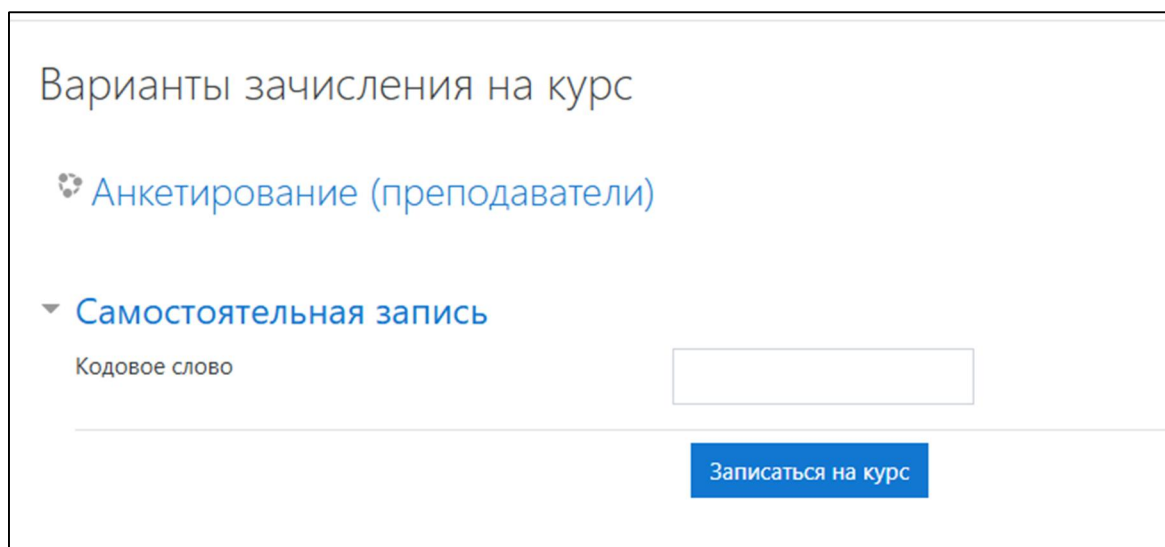 Варианты зачисления на курс
Анкетирование (преподаватели)
Самостоятельная запись
Кодовое слово
Записаться на курс